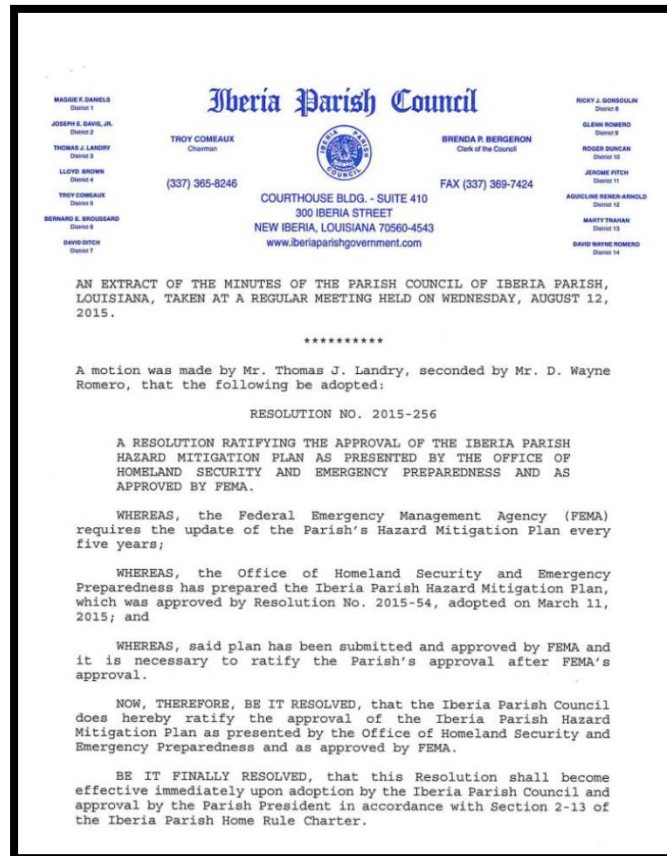 Iberia Parish Council
MAGGIE F. DANIELS
District 1
JOSEPH E. DAVIS, JR.
District 2
THOMAS J. LANDRY
District 3
LLOYD BROWN
District 4
TROY COMEAUX
District 5
BERNARD E. BROUSSARD
District 6
DAVID DITCH
District 7
TROY COMEAUX
Chairman
(337) 365-8246
IBERIA PARISH
COUNCIL
BRENDA P. BERGERON
Clerk of the Council
FAX (337) 369-7424
COURTHOUSE BLDG. - SUITE 410
300 IBERIA STREET
NEW IBERIA, LOUISIANA 70560-4543
www.iberiaparishgovernment.com
RICKY J. GONSOULIN
District 8
GLENN ROMERO
District 9
ROGER DUNCAN
District 10
JEROME FITCH
District 11
AQUICLINE RENER-ARNOLD
District 12
MARTY TRAHAN
District 13
DAVID WAYNE ROMERO
District 14
AN EXTRACT OF THE MINUTES OF THE PARISH COUNCIL OF IBERIA PARISH,
LOUISIANA, TAKEN AT A REGULAR MEETING HELD ON WEDNESDAY, AUGUST 12,
2015.
**********
A motion was made by Mr. Thomas J. Landry, seconded by Mr. D. Wayne
Romero, that the following be adopted:
RESOLUTION NO. 2015-256
A RESOLUTION RATIFYING THE APPROVAL OF THE IBERIA PARISH
HAZARD MITIGATION PLAN AS PRESENTED BY THE OFFICE OF
HOMELAND SECURITY AND EMERGENCY PREPAREDNESS AND AS
APPROVED BY FEMA.
WHEREAS, the Federal Emergency Management Agency (FEMA)
requires the update of the Parish's Hazard Mitigation Plan every
five years;
WHEREAS, the Office of Homeland Security and Emergency
Preparedness has prepared the Iberia Parish Hazard Mitigation Plan,
which was approved by Resolution No. 2015-54, adopted on March 11,
2015; and
WHEREAS, said plan has been submitted and approved by FEMA and
it is necessary to ratify the Parish's approval after FEMA's
approval.
NOW, THEREFORE, BE IT RESOLVED, that the Iberia Parish Council
does hereby ratify the approval of the Iberia Parish Hazard
Mitigation Plan as presented by the Office of Homeland Security and
Emergency Preparedness and as approved by FEMA.
BE IT FINALLY RESOLVED, that this Resolution shall become
effective immediately upon adoption by the Iberia Parish Council and
approval by the Parish President in accordance with Section 2-13 of
the Iberia Parish Home Rule Charter.